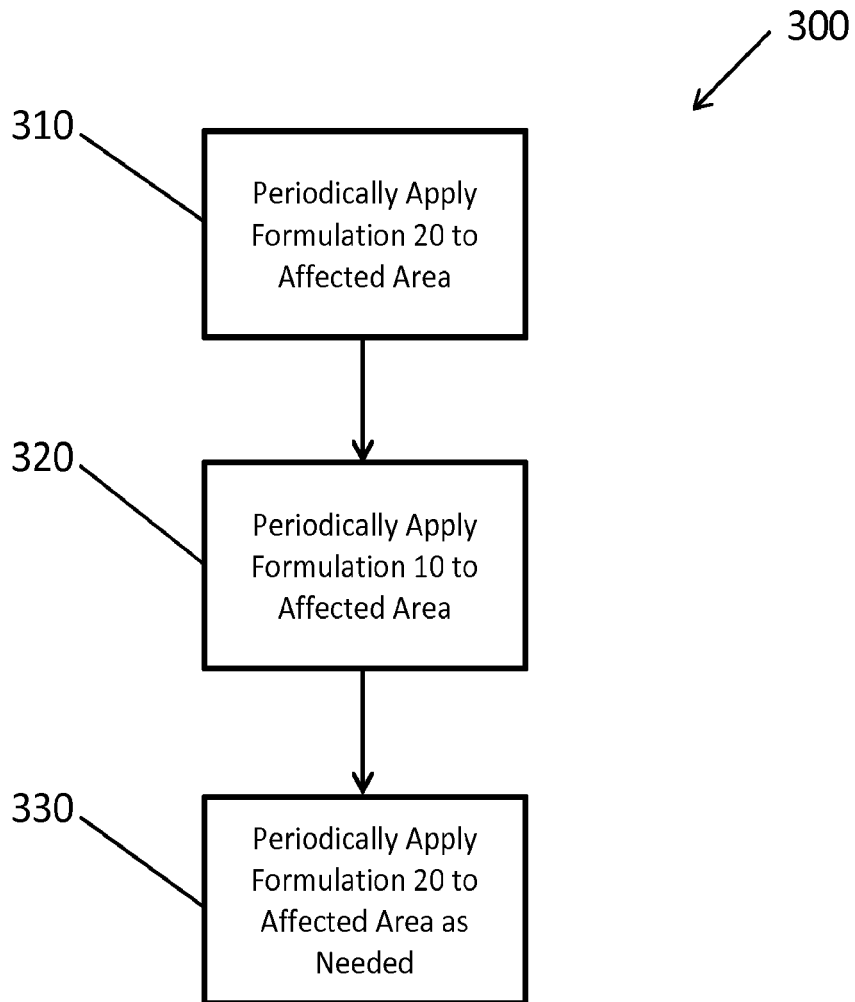 300
310
Periodically Apply
Formulation 20 to
Affected Area
320
Periodically Apply
Formulation 10 to
Affected Area
330
Periodically Apply
Formulation 20 to
Affected Area as
Needed